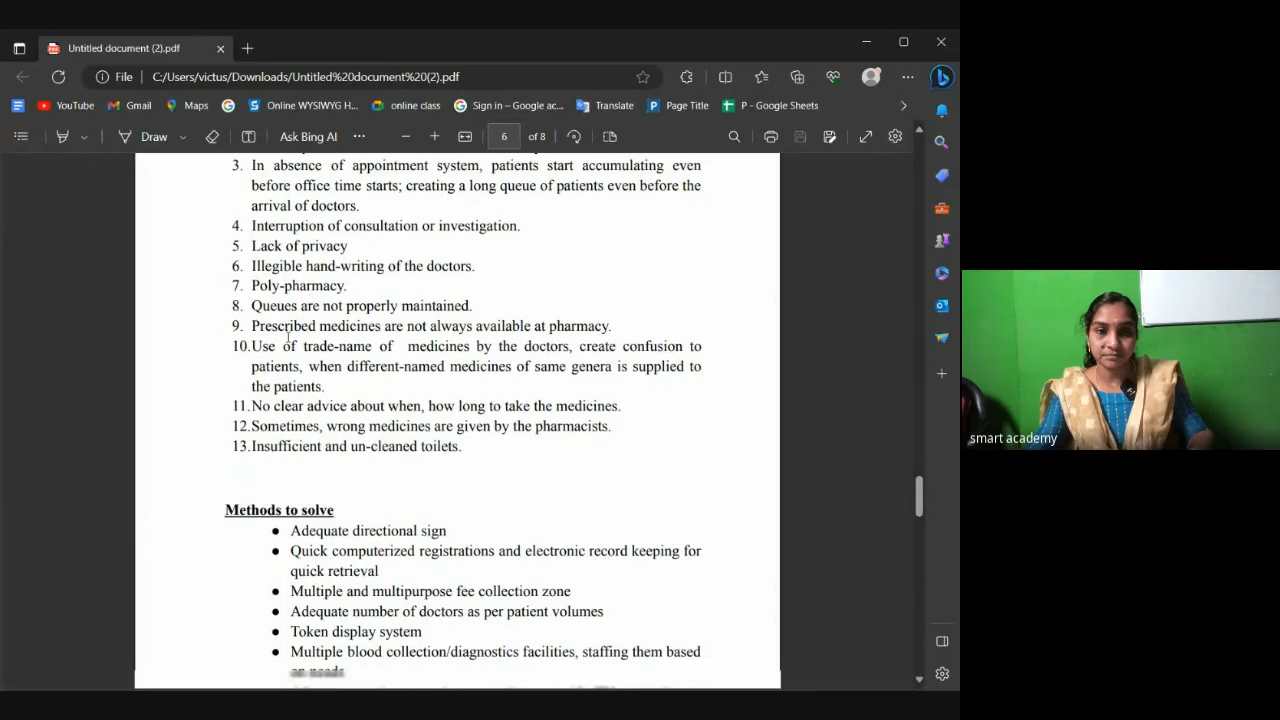 Untitled document (2).pdf
File
C:/Users/victus/Downloads/Untitled%20document%20(2).pdf
YouTube
Gmail
Maps
Online WYSIWYG H...
online class
Sign in – Google ac...
Translate
Page Title
P - Google Sheets
Draw
Ask Bing AI
6
of 8
3. In absence of appointment system, patients start accumulating even
before office time starts; creating a long queue of patients even before the
arrival of doctors.
4. Interruption of consultation or investigation.
5. Lack of privacy
6. Illegible hand-writing of the doctors.
7. Poly-pharmacy.
8. Queues are not properly maintained.
9. Prescribed medicines are not always available at pharmacy.
10. Use of trade-name of medicines by the doctors, create confusion to
patients, when different-named medicines of same genera is supplied to
the patients.
11. No clear advice about when, how long to take the medicines.
12. Sometimes, wrong medicines are given by the pharmacists.
13. Insufficient and un-cleaned toilets.
Methods to solve
● Adequate directional sign
● Quick computerized registrations and electronic record keeping for
quick retrieval
● Multiple and multipurpose fee collection zone
● Adequate number of doctors as per patient volumes
● Token display system
● Multiple blood collection/diagnostics facilities, staffing them based
on needs
smart academy